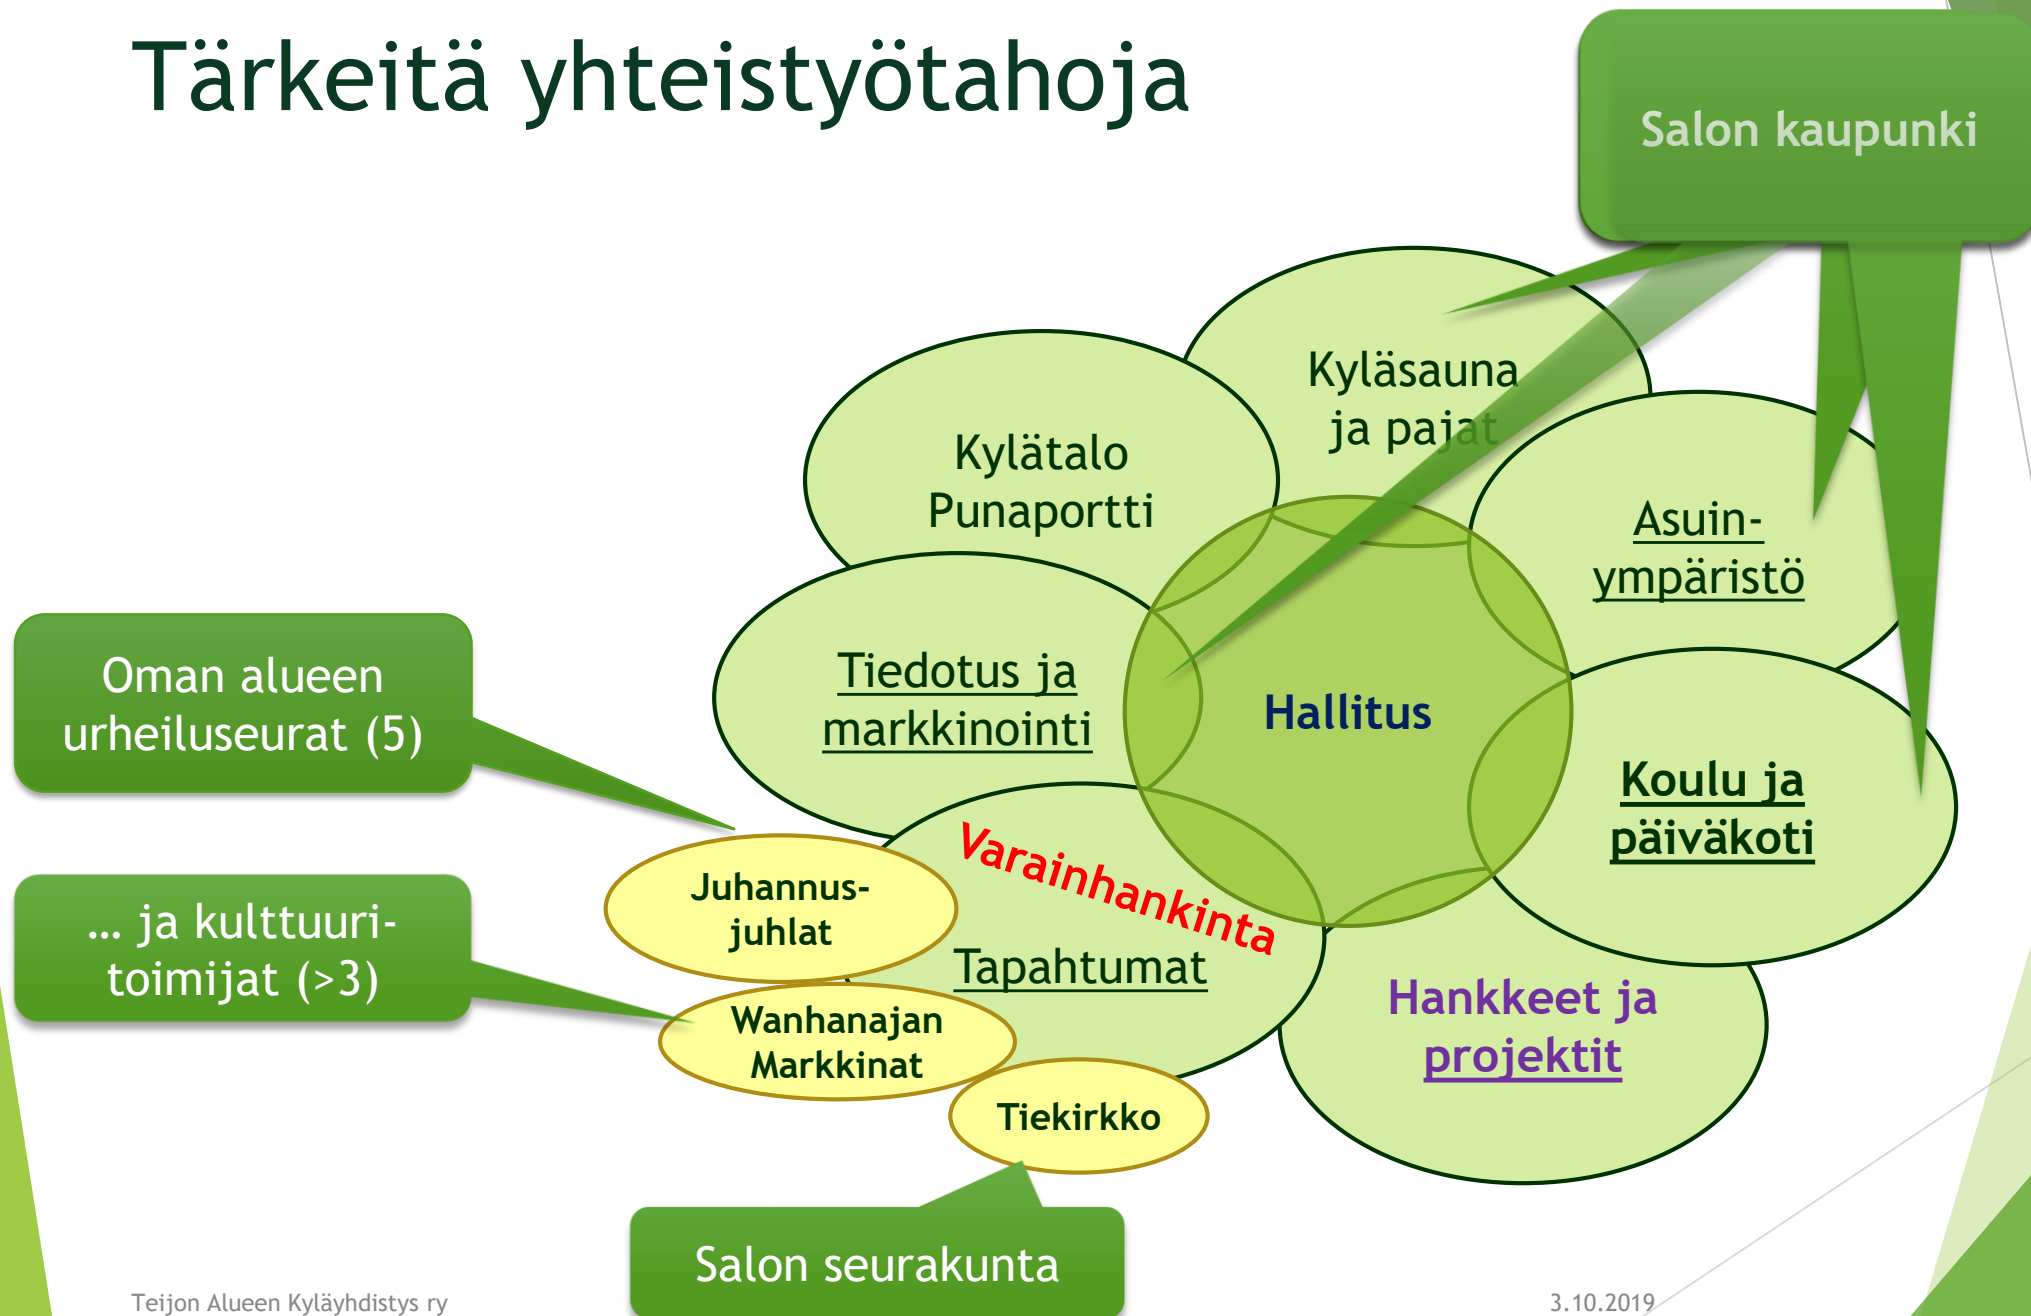 Tärkeitä yhteistyötahoja
Salon kaupunki
Kyläsauna
ja pajat
Kylätalo
Punaportti
Asuin-
ympäristö
Oman alueen
urheiluseurat (5)
Tiedotus ja
markkinointi
Hallitus
Koulu ja
päiväkoti
Varainhankinta
Juhannus-
juhlat
… ja kulttuuri-
toimijat (>3)
Tapahtumat
Hankkeet ja
projektit
Wanhanajan
Markkinat
Tiekirkko
Salon seurakunta
Teijon Alueen Kyläyhdistys ry
3.10.2019